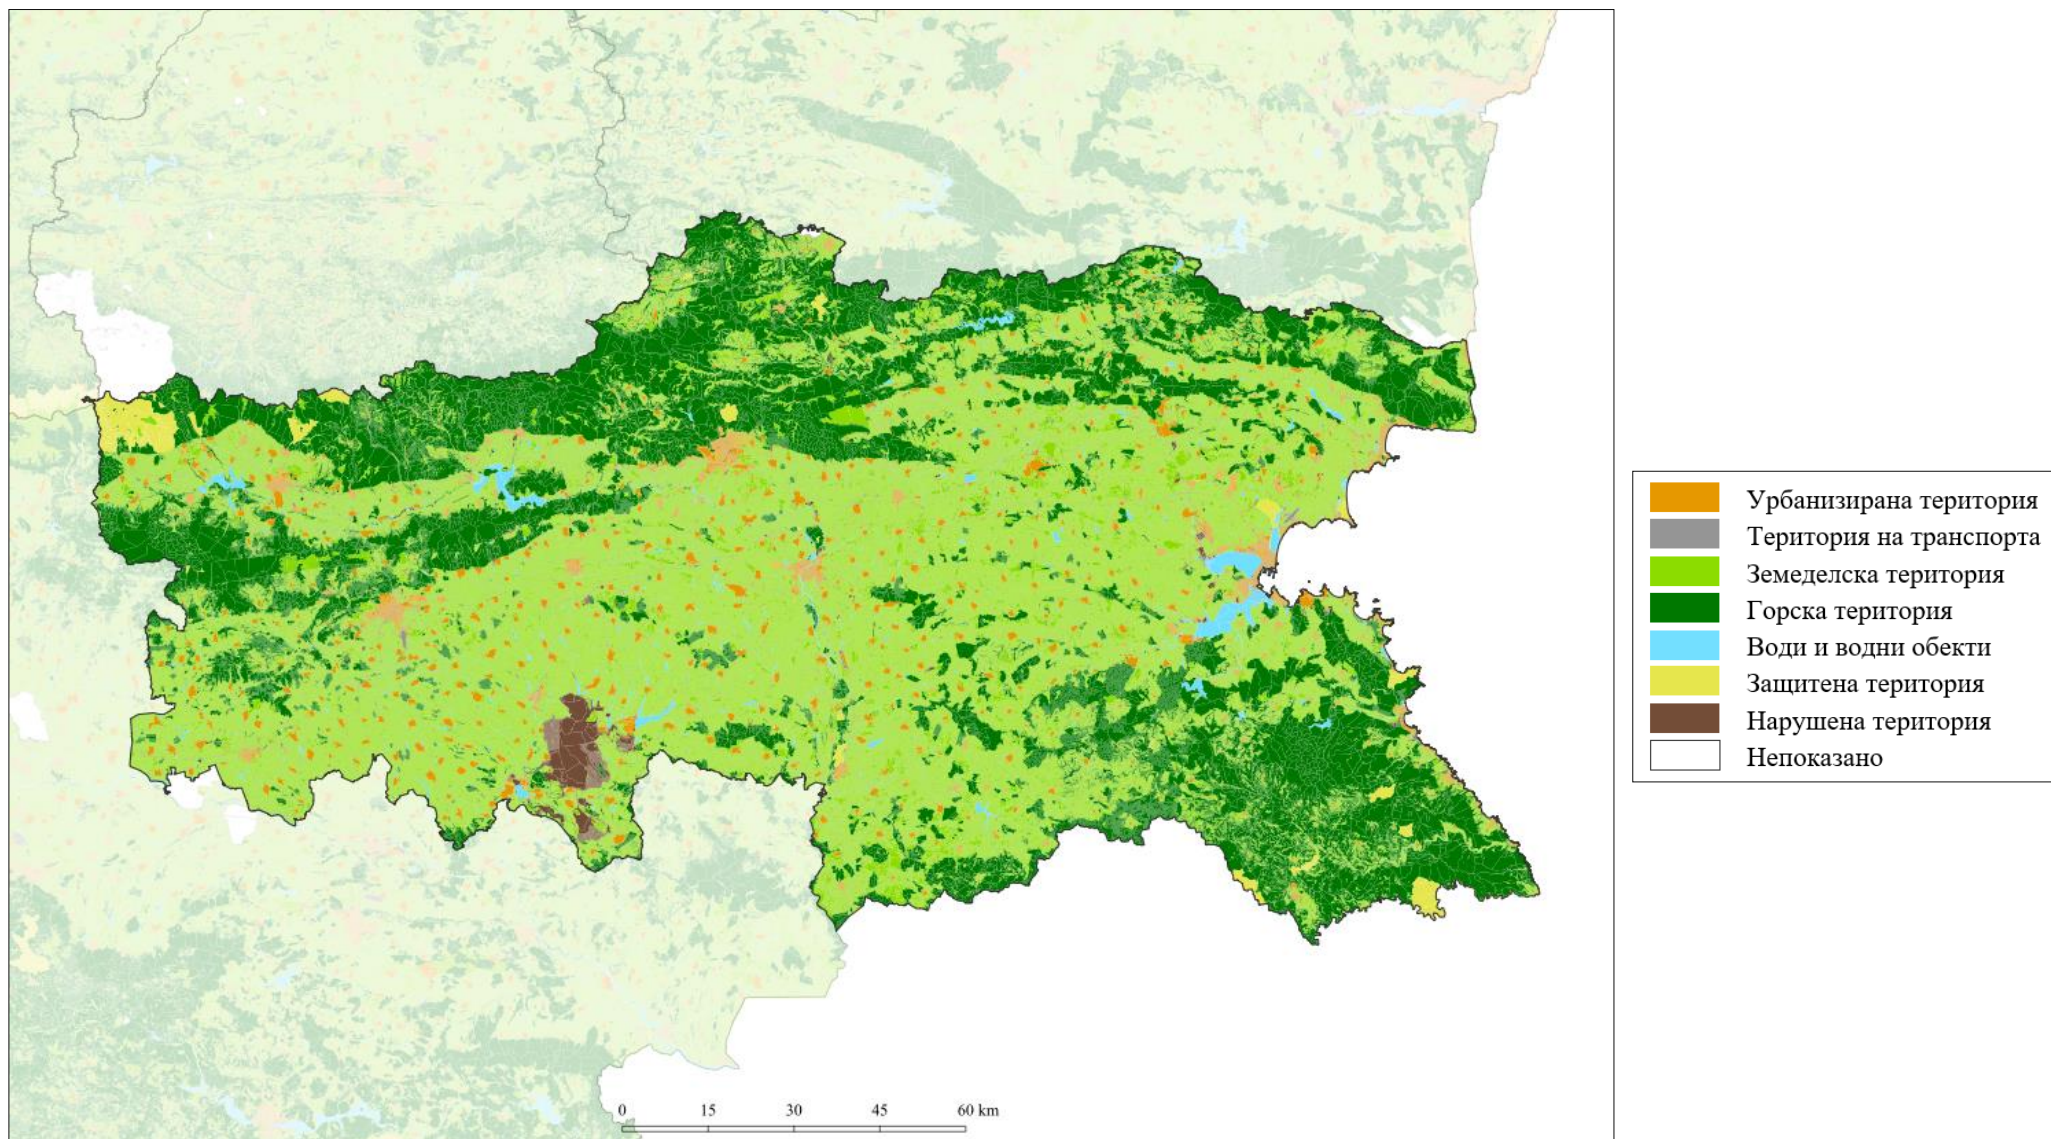 Урбанизирана територия
Територия на транспорта
Земеделска територия
Горска територия
Води и водни обекти
Защитена територия
Нарушена територия
Непоказано
0 15 30 45 60 km